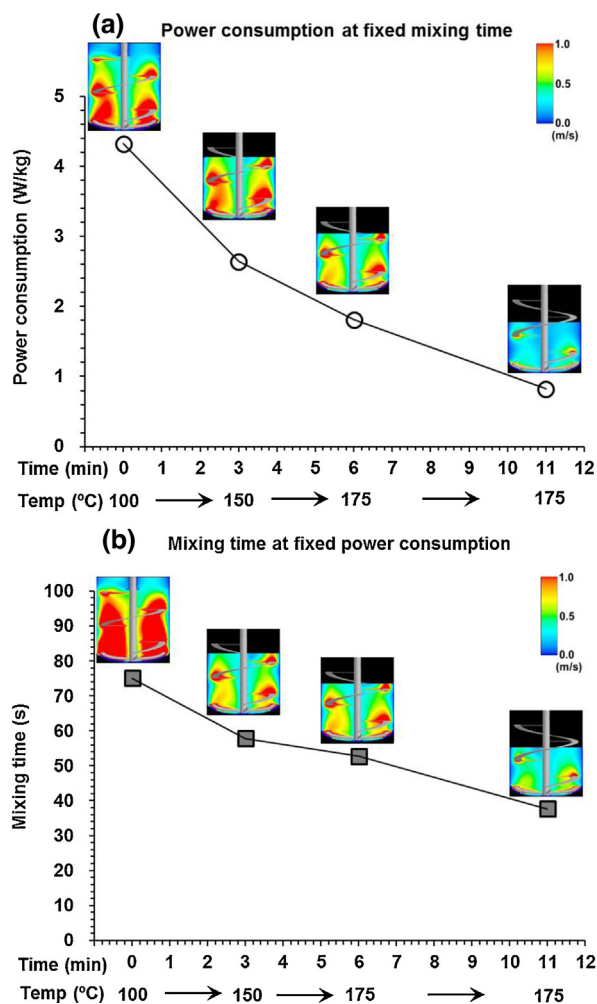 (a) Power consumption at fixed mixing time
1.0
0.5
0.0
(m/s)
Power consumption (W/kg)
5
4
3
2
1
0
Time (min) 0 1 2 3 4 5 6 7 8 9 10 11 12
Temp (ºC) 100 → 150 → 175 → 175
(b) Mixing time at fixed power consumption
1.0
0.5
0.0
(m/s)
Mixing time (s)
100
90
80
70
60
50
40
30
20
10
0
Time (min) 0 1 2 3 4 5 6 7 8 9 10 11 12
Temp (ºC) 100 → 150 → 175 → 175